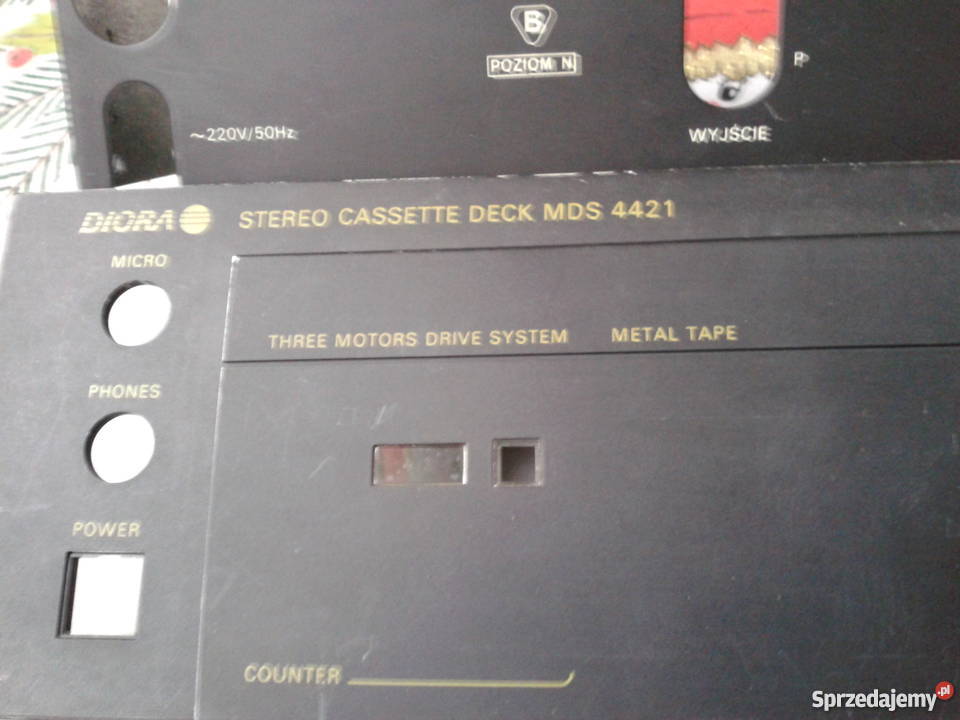 B
POZIOM N
R
~220V/50Hz
WYJŚCIE
DIORA STEREO CASSETTE DECK MDS 4421
MICRO
THREE MOTORS DRIVE SYSTEM METAL TAPE
PHONES
POWER
COUNTER
Sprzedajemy.pl